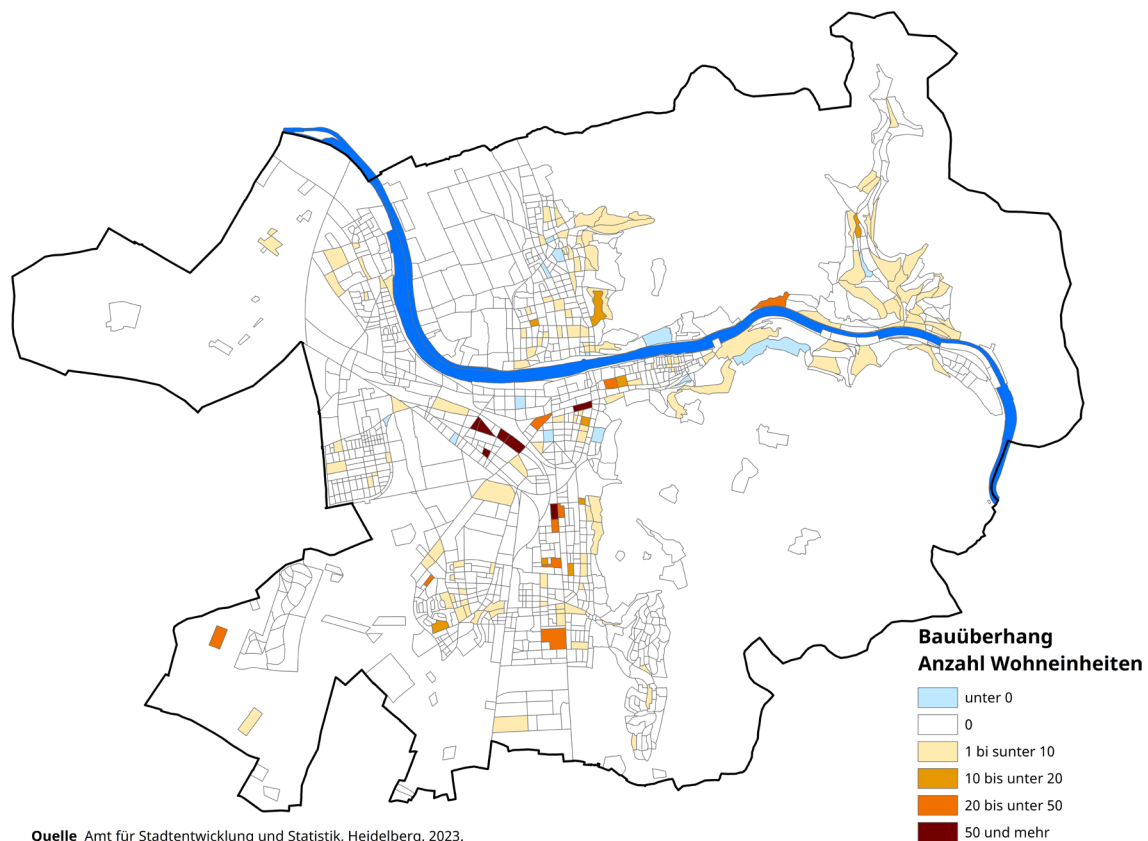 Bauüberhang
Anzahl Wohneinheiten
unter 0
0
1 bi sunter 10
10 bis unter 20
20 bis unter 50
50 und mehr
Quelle Amt für Stadtentwicklung und Statistik, Heidelberg, 2023.